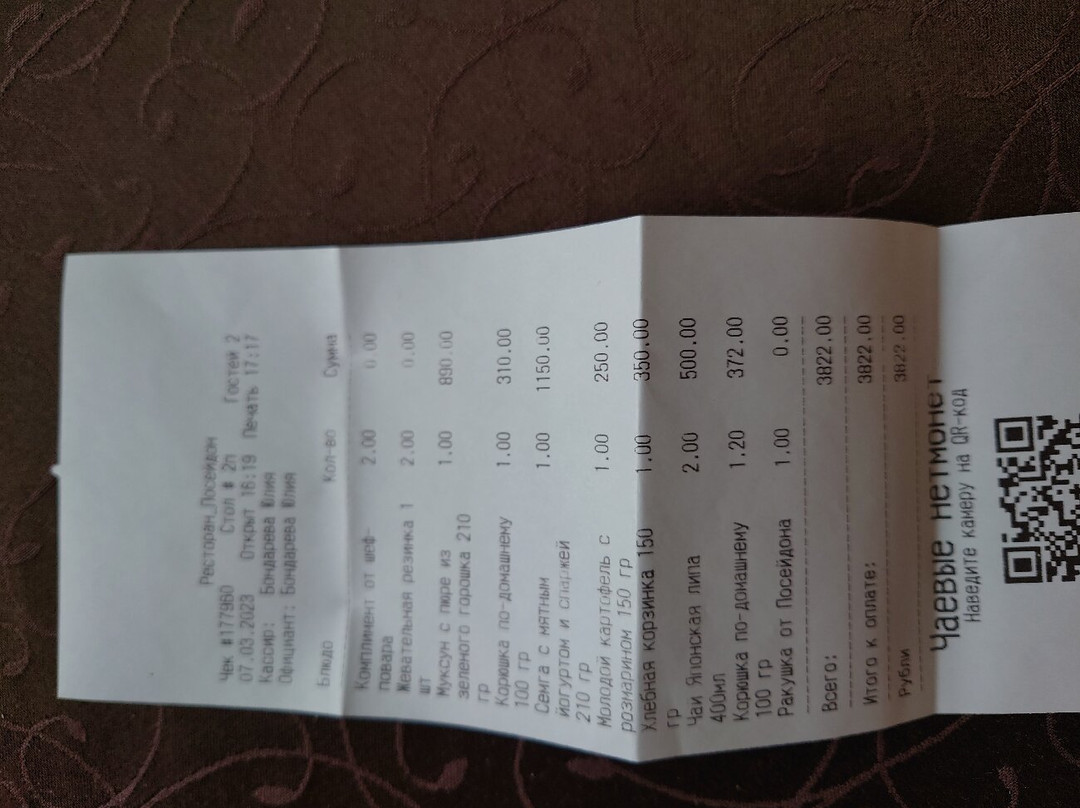 Ресторан_Посейдон
Чек #177960 Стол # 2п Гостей 2
07.03.2023 Открыт 16:19 Печать 17:17
Кассир: Бондарева Юлия
Официант: Бондарева Юлия
Блюдо Кол-во Сумма
Комплимент от шеф- 2.00 0.00
повара
Жевательная резинка 1 2.00 0.00
шт
Муксун с пюре из 1.00 890.00
зеленого горошка 210
гр
Корюшка по-домашнему 1.00 310.00
100 гр
Семга с мятным 1.00 1150.00
йогуртом и спаржей
210 гр
Молодой картофель с 1.00 250.00
розмарином 150 гр
Хлебная корзинка 150 1.00 350.00
гр
Чай Японская липа 2.00 500.00
400мл
Корюшка по-домашнему 1.20 372.00
100 гр
Ракушка от Посейдона 1.00 0.00
Всего: 3822.00
Итого к оплате: 3822.00
Рубли 3822.00
Чаевые нетмонет
Наведите камеру на QR-код